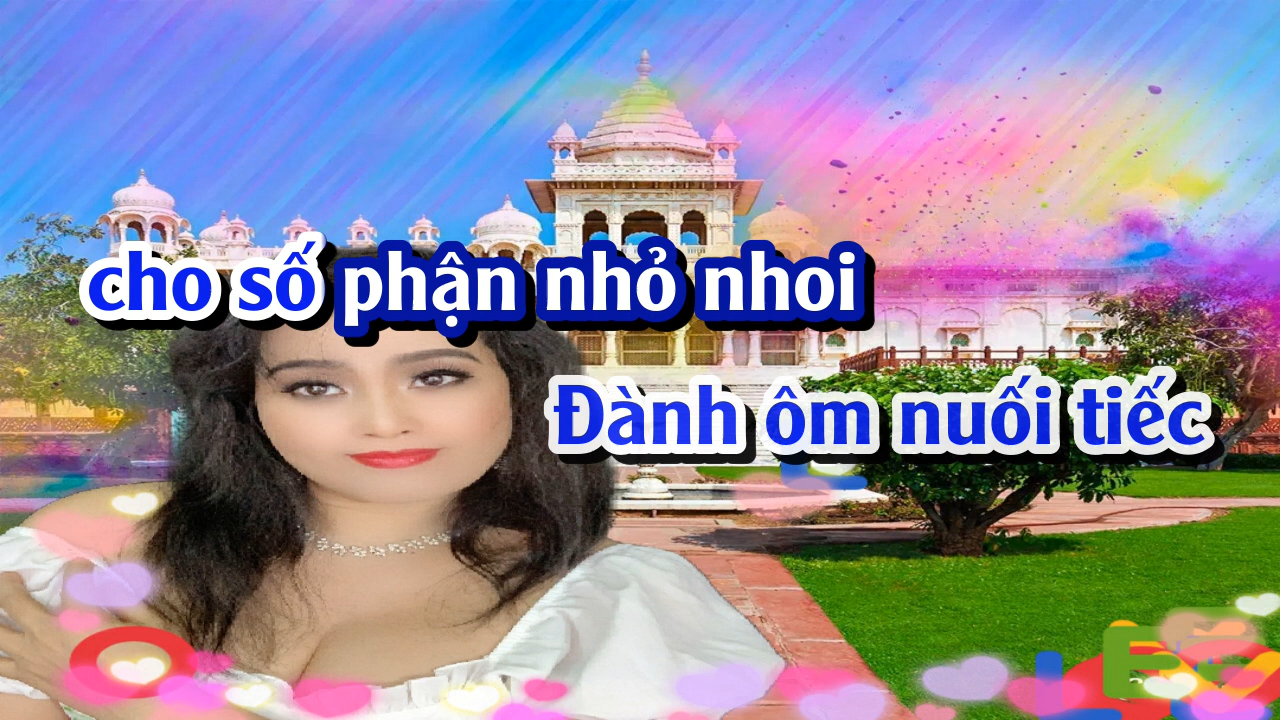 cho số phận nhỏ nhoi
Đành ôm nuối tiếc